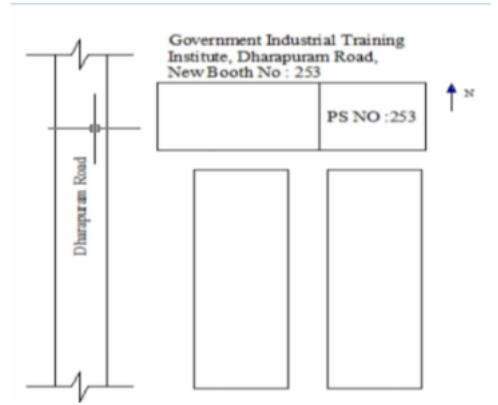 Government Industrial Training
Institute, Dharapuram Road,
New Booth No : 253
N
PS NO :253
Dharapuram Road